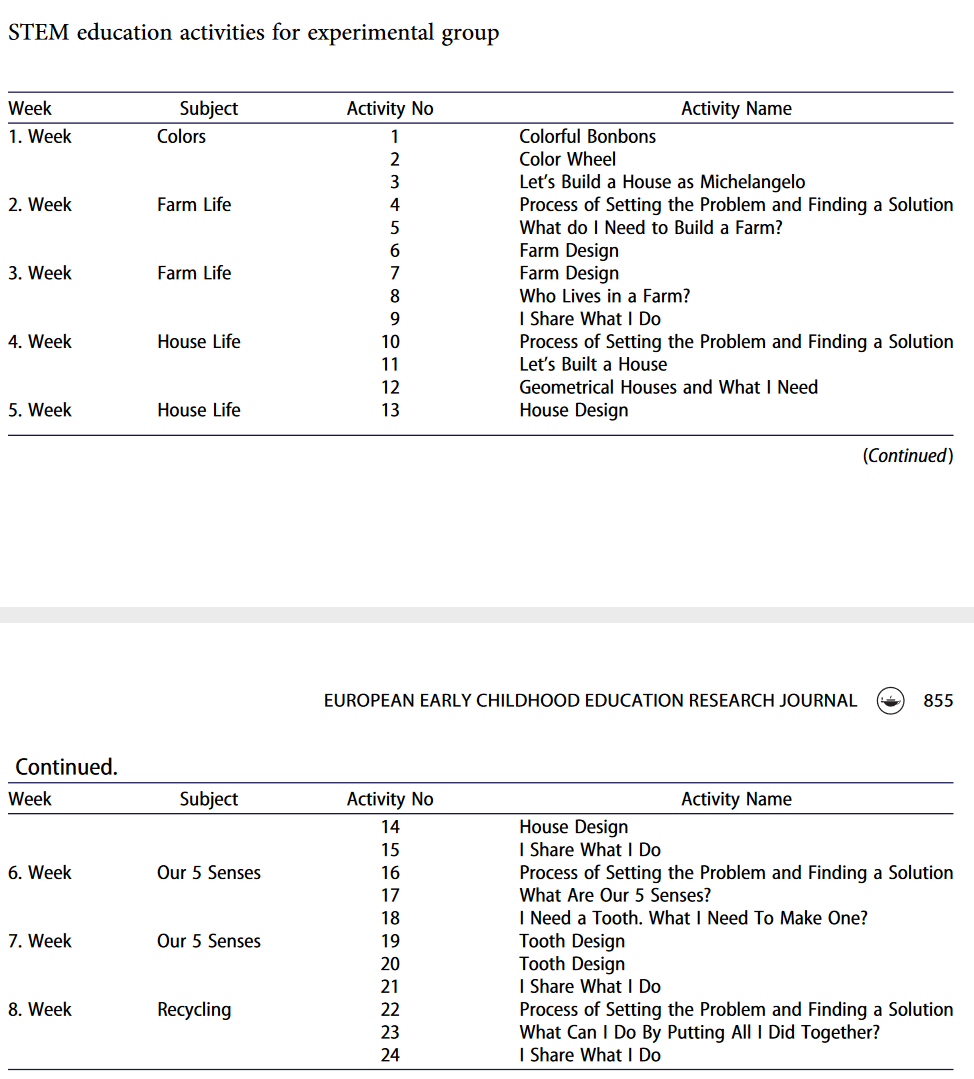 STEM education activities for experimental group
Week Subject Activity No Activity Name
1. Week Colors 1 Colorful Bonbons
2 Color Wheel
3 Let’s Build a House as Michelangelo
2. Week Farm Life 4 Process of Setting the Problem and Finding a Solution
5 What do I Need to Build a Farm?
6 Farm Design
3. Week Farm Life 7 Farm Design
8 Who Lives in a Farm?
9 I Share What I Do
4. Week House Life 10 Process of Setting the Problem and Finding a Solution
11 Let’s Built a House
12 Geometrical Houses and What I Need
5. Week House Life 13 House Design
(Continued)
EUROPEAN EARLY CHILDHOOD EDUCATION RESEARCH JOURNAL 855
Continued.
Week Subject Activity No Activity Name
14 House Design
15 I Share What I Do
6. Week Our 5 Senses 16 Process of Setting the Problem and Finding a Solution
17 What Are Our 5 Senses?
18 I Need a Tooth. What I Need To Make One?
7. Week Our 5 Senses 19 Tooth Design
20 Tooth Design
21 I Share What I Do
8. Week Recycling 22 Process of Setting the Problem and Finding a Solution
23 What Can I Do By Putting All I Did Together?
24 I Share What I Do